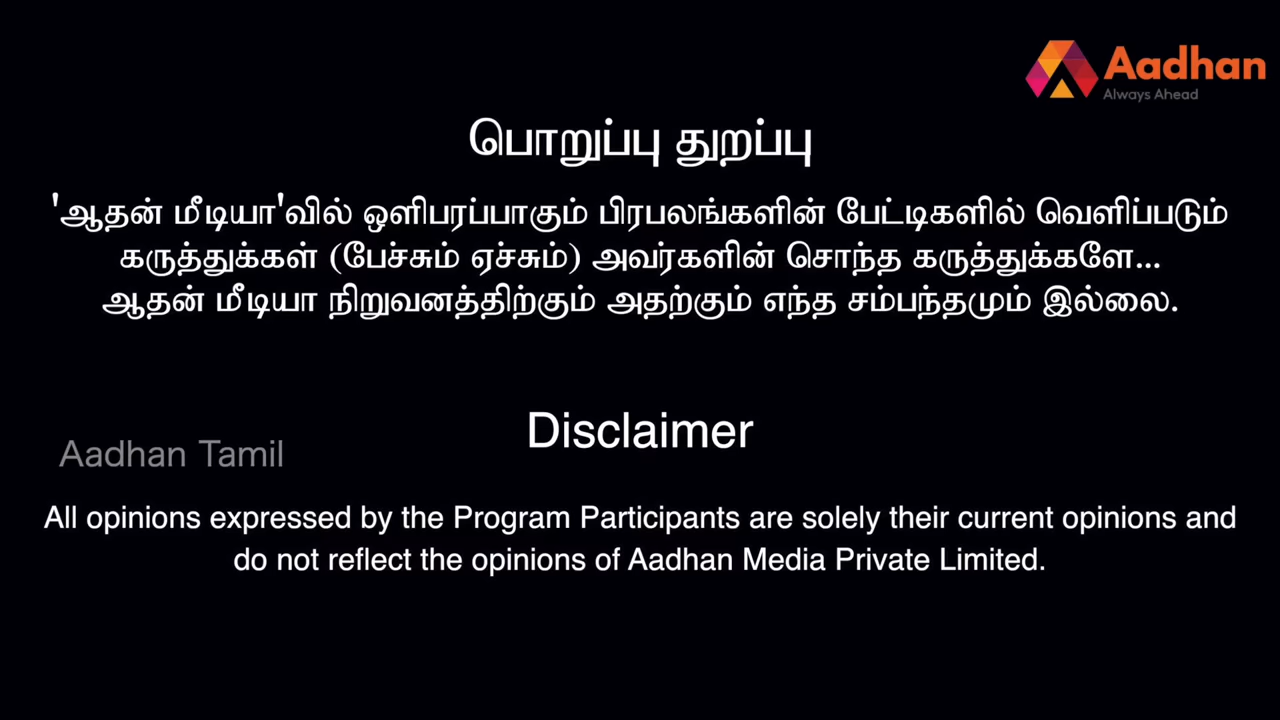 Aadhan
Always Ahead
பொறுப்பு துறப்பு
'ஆதன் மீடியா'வில் ஒளிபரப்பாகும் பிரபலங்களின் பேட்டிகளில் வெளிப்படும்
கருத்துக்கள் (பேச்சும் ஏச்சும்) அவர்களின் சொந்த கருத்துக்களே...
ஆதன் மீடியா நிறுவனத்திற்கும் அதற்கும் எந்த சம்பந்தமும் இல்லை.
Disclaimer
Aadhan Tamil
All opinions expressed by the Program Participants are solely their current opinions and
do not reflect the opinions of Aadhan Media Private Limited.